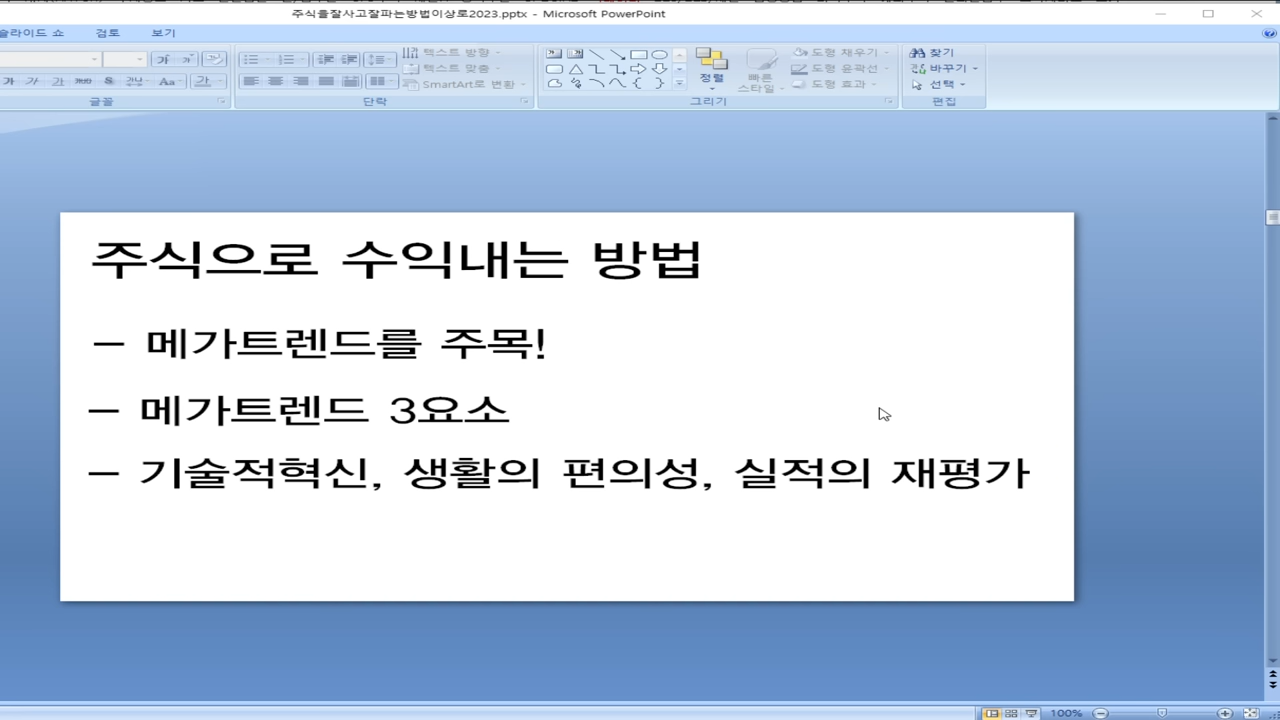 주식을잘사고잘파는방법이상로2023.pptx - Microsoft PowerPoint
슬라이드 쇼 검토 보기
텍스트 방향
텍스트 맞춤
SmartArt로 변환
정렬
빠른
스타일
도형 채우기
도형 윤곽선
도형 효과
찾기
바꾸기
선택
글꼴 단락 그리기 편집
주식으로 수익내는 방법
- 메가트렌드를 주목!
- 메가트렌드 3요소
- 기술적혁신, 생활의 편의성, 실적의 재평가
100%